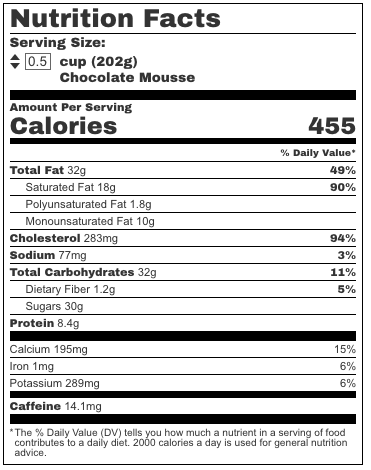 Nutrition Facts
Serving Size:
0.5 cup (202g)
Chocolate Mousse
Amount Per Serving
Calories 455
% Daily Value*
Total Fat 32g 49%
Saturated Fat 18g 90%
Polyunsaturated Fat 1.8g
Monounsaturated Fat 10g
Cholesterol 283mg 94%
Sodium 77mg 3%
Total Carbohydrates 32g 11%
Dietary Fiber 1.2g 5%
Sugars 30g
Protein 8.4g
Calcium 195mg 15%
Iron 1mg 6%
Potassium 289mg 6%
Caffeine 14.1mg
*The % Daily Value (DV) tells you how much a nutrient in a serving of food
contributes to a daily diet. 2000 calories a day is used for general nutrition
advice.